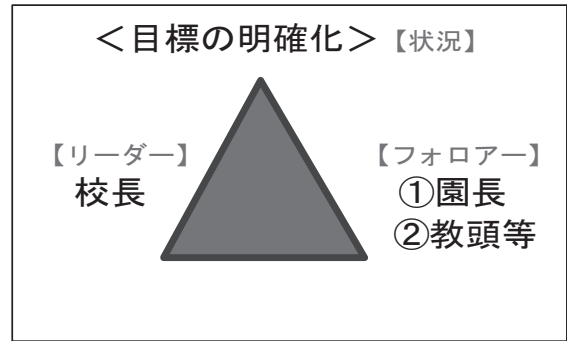 ＜目標の明確化＞【状況】
【リーダー】
校長
【フォロアー】
①園長
②教頭等